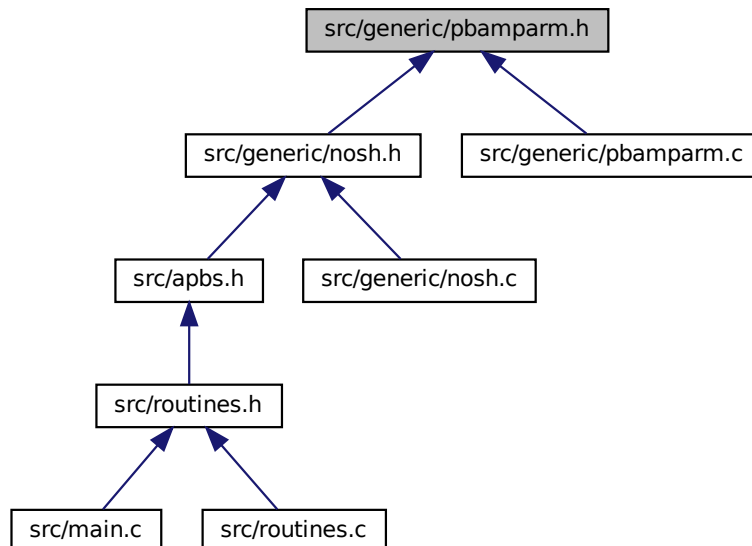 src/generic/pbamparm.h
src/generic/nosh.h
src/generic/pbamparm.c
src/apbs.h
src/generic/nosh.c
src/routines.h
src/main.c
src/routines.c